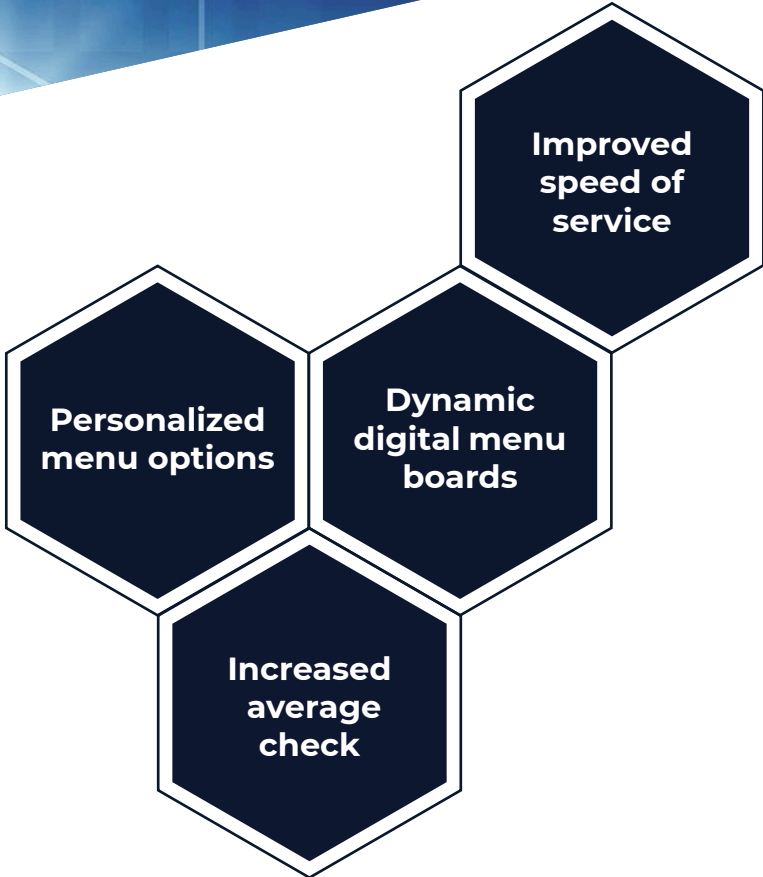 Improved
speed of
service
Personalized
menu options
Dynamic
digital menu
boards
Increased
average
check